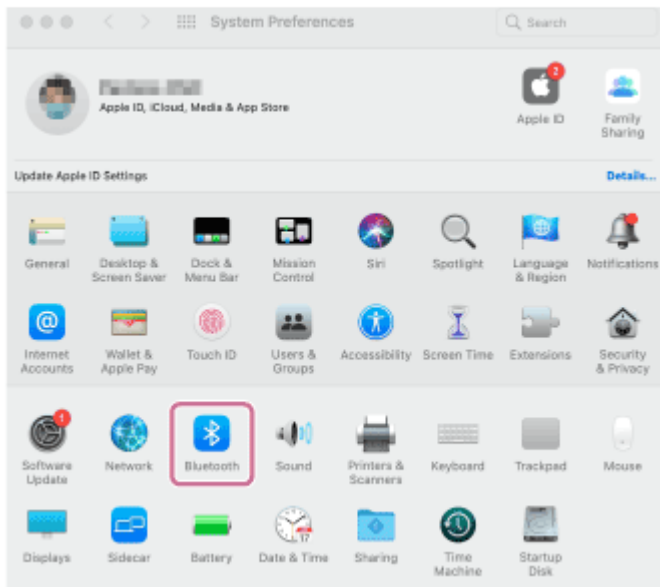 System Preferences
Search
Apple ID, iCloud, Media & App Store
2
Apple ID
Family
Sharing
Update Apple ID Settings
Details...
General
Desktop &
Screen Saver
Dock &
Menu Bar
Mission
Control
Siri
Spotlight
Language
& Region
Notifications
Internet
Accounts
Wallet &
Apple Pay
Touch ID
Users &
Groups
Accessibility
Screen Time
Extensions
Security
& Privacy
1
Software
Update
Network
Bluetooth
Sound
Printers &
Scanners
Keyboard
Trackpad
Mouse
Displays
Sidecar
Battery
17
Date & Time
Sharing
Time
Machine
Startup
Disk